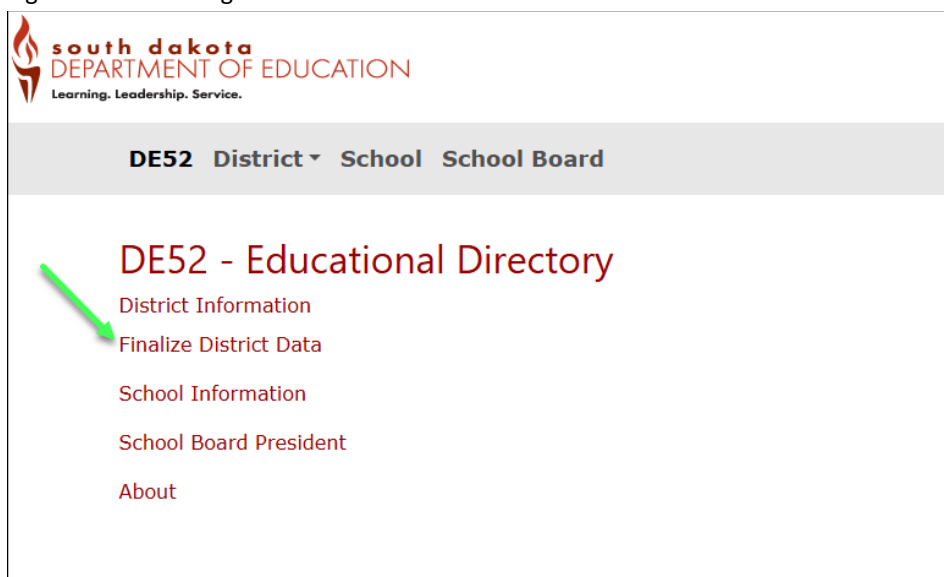 south dakota
DEPARTMENT OF EDUCATION
Learning. Leadership. Service.
DE52 District School School Board
DE52 - Educational Directory
District Information
Finalize District Data
School Information
School Board President
About